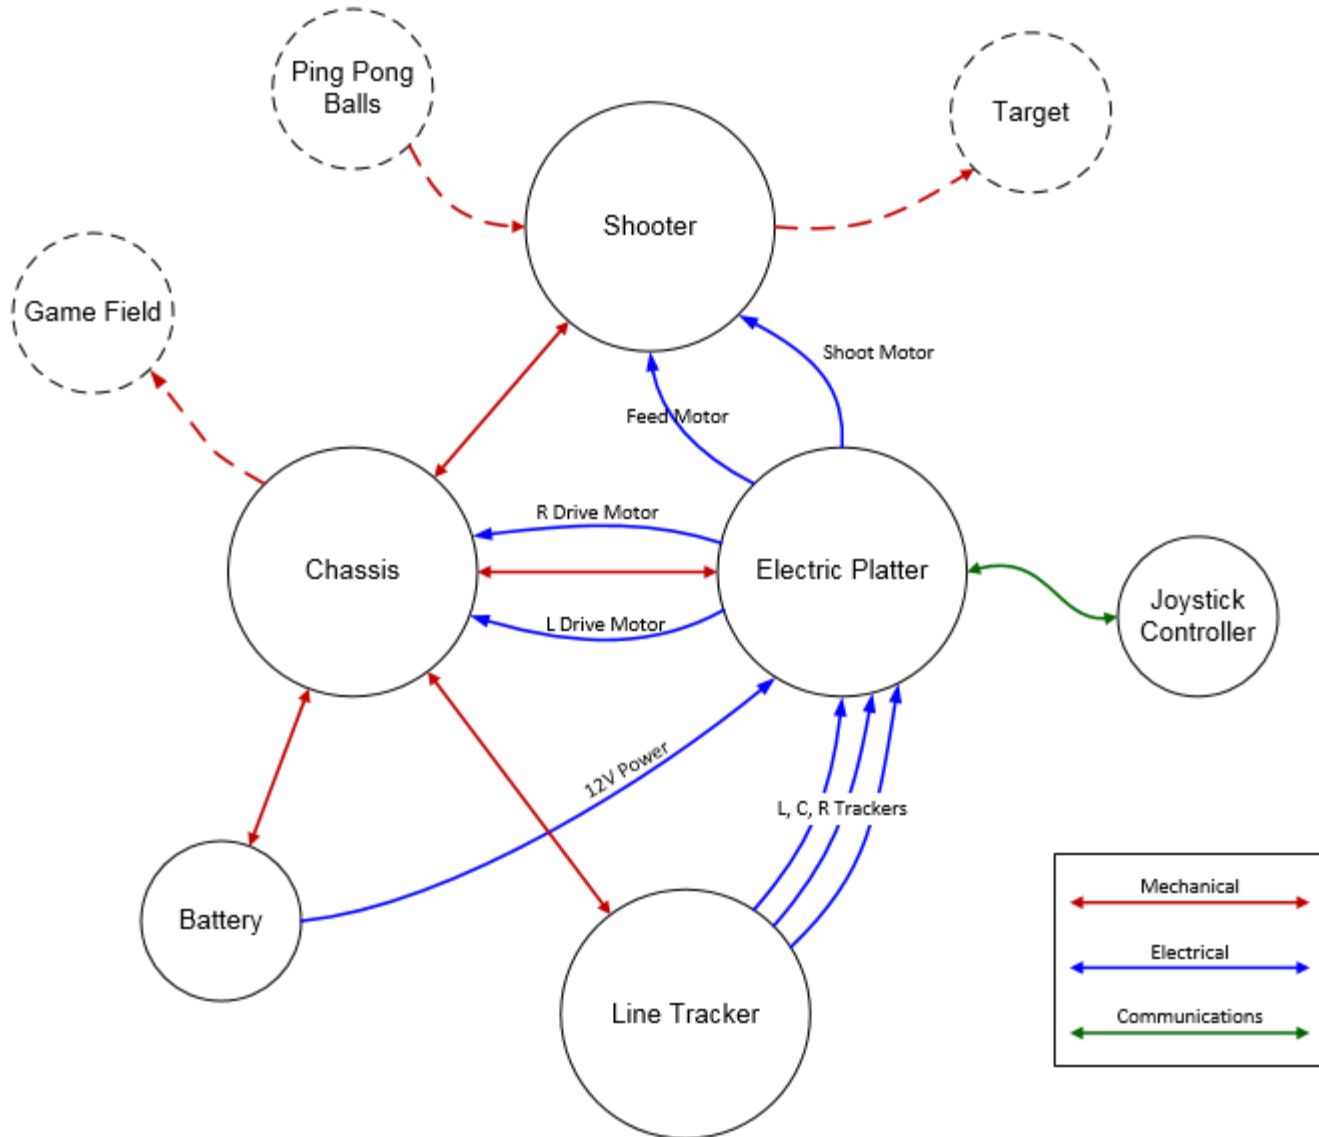 Ping Pong
Balls
Target
Shooter
Game Field
Shoot Motor
Feed Motor
R Drive Motor
Chassis
Electric Platter
L Drive Motor
Joystick
Controller
12V Power
L, C, R Trackers
Battery
Line Tracker
Mechanical
Electrical
Communications